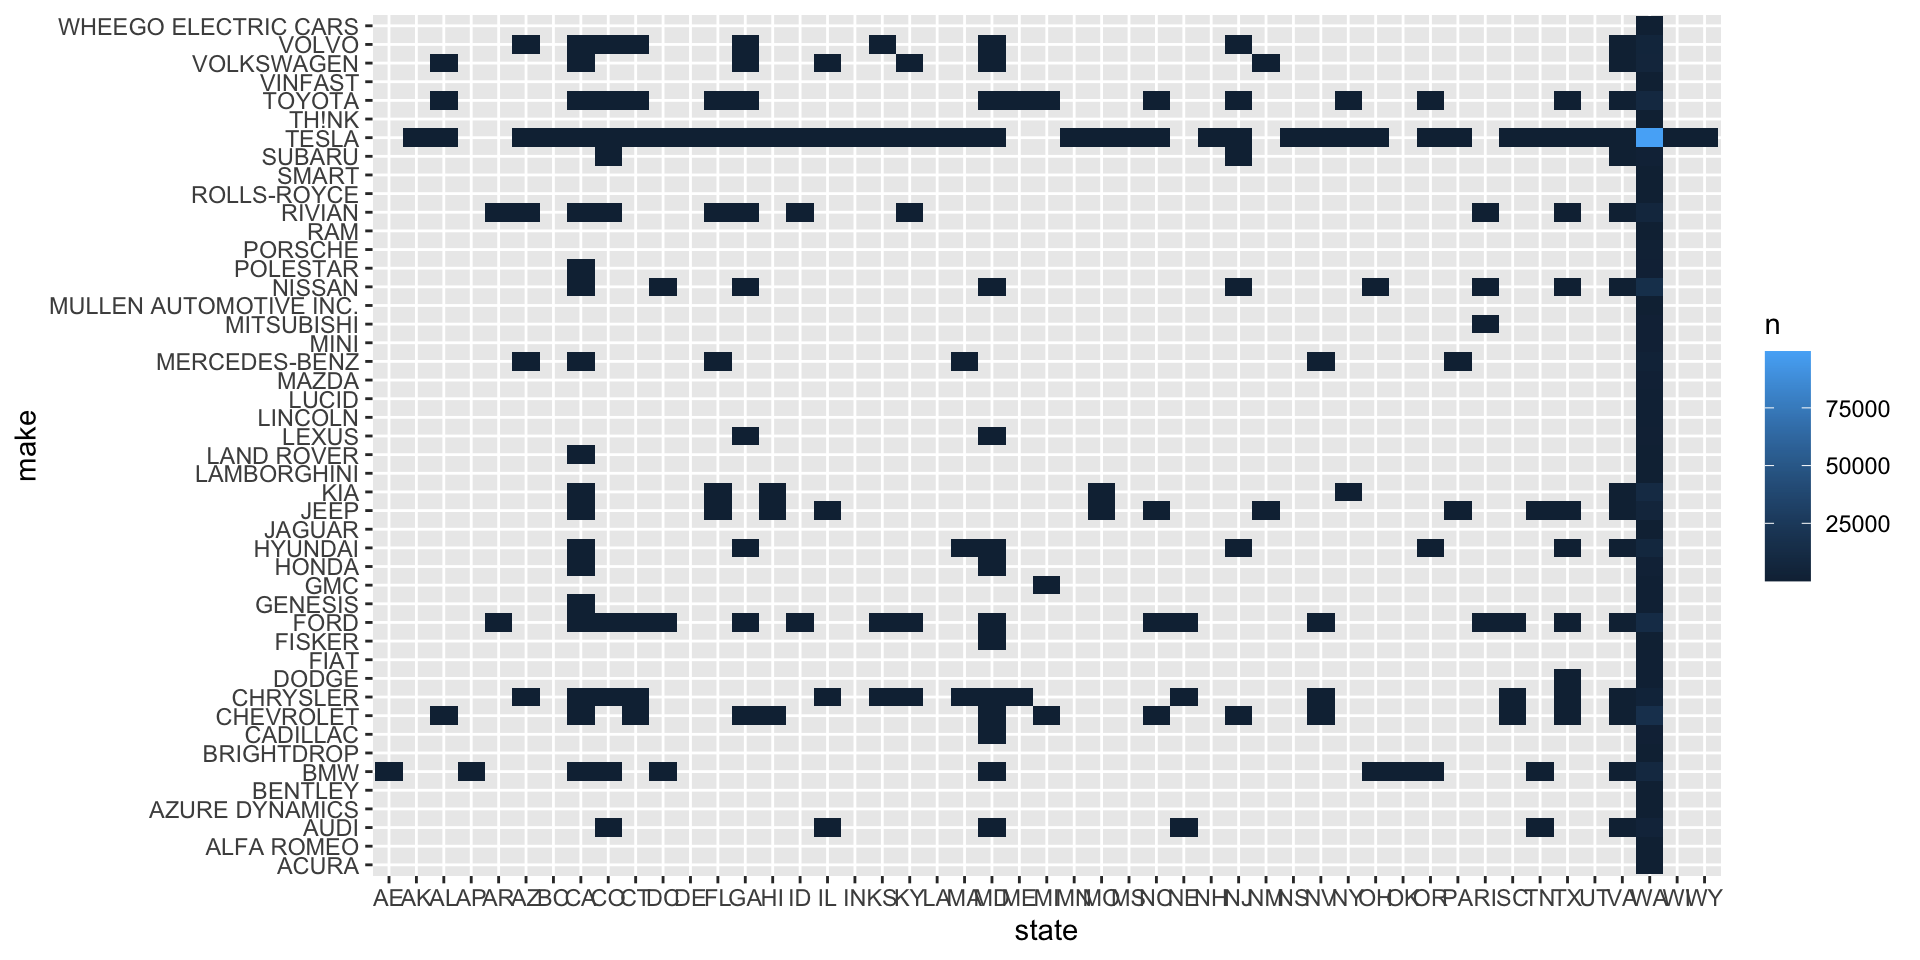 WHEEGO ELECTRIC CARS
VOLVO
VOLKSWAGEN
VINFAST
TOYOTA
TH!NK
TESLA
SUBARU
SMART
ROLLS-ROYCE
RIVIAN
RAM
PORSCHE
POLESTAR
NISSAN
MULLEN AUTOMOTIVE INC.
MITSUBISHI
MINI
MERCEDES-BENZ
MAZDA
LUCID
LINCOLN
LEXUS
LAND ROVER
LAMBORGHINI
KIA
JEEP
JAGUAR
HYUNDAI
HONDA
GMC
GENESIS
FORD
FISKER
FIAT
DODGE
CHRYSLER
CHEVROLET
CADILLAC
BRIGHTDROP
BMW
BENTLEY
AZURE DYNAMICS
AUDI
ALFA ROMEO
ACURA
make
AE AK AL AP AR AZ BC CA CO CT DC DE FL GA HI ID IL IN KS KY LA MA MD ME MI MN MO MS NC NE NH NJ NM NS NV NY OH OK OR PA RI SC TN TX UT VA WA WI WY
state
n
75000
50000
25000